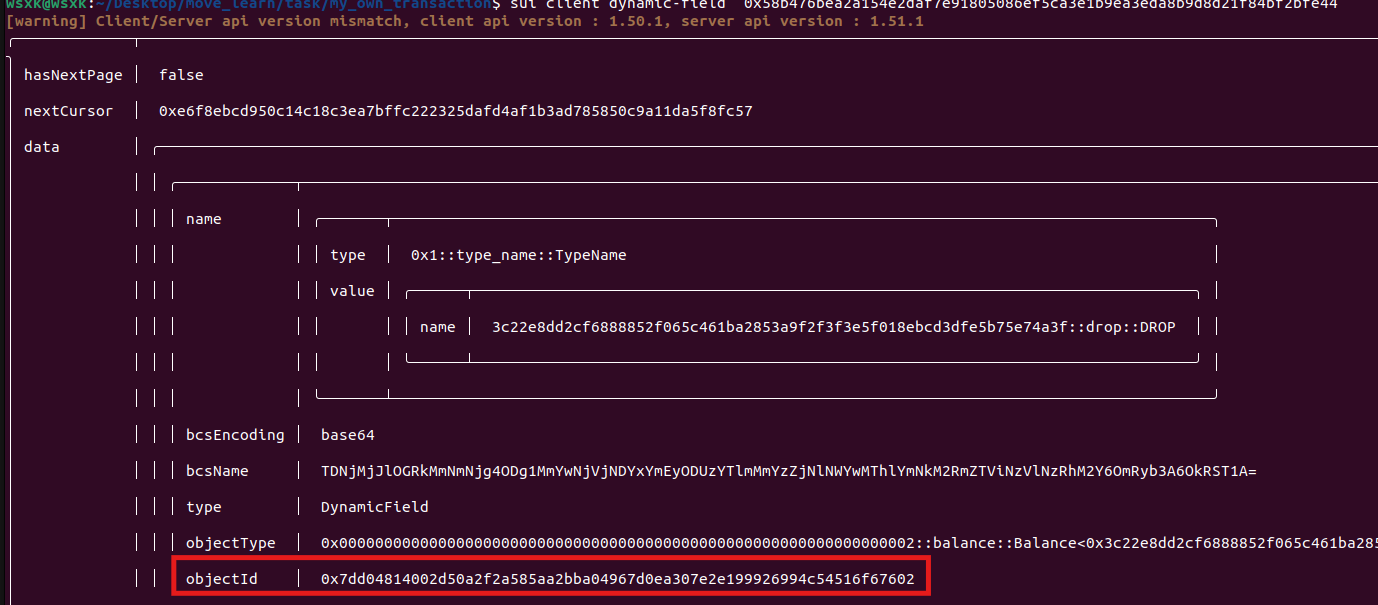 wsxk@wsxk:~/Desktop/move_learn/task/my_own_transaction$ sui client dynamic-field 0x58b476bea2a154e2daf7e91805086ef5ca3e1b9ea3eda8b9d8d21f84bf2bfe44
[warning] Client/Server api version mismatch, client api version : 1.50.1, server api version : 1.51.1
hasNextPage false
nextCursor 0xe6f8ebcd950c14c18c3ea7bffc222325dafd4af1b3ad785850c9a11da5f8fc57
data
name
type 0x1::type_name::TypeName
value
name 3c22e8dd2cf6888852f065c461ba2853a9f2f3f3e5f018ebcd3dfe5b75e74a3f::drop::DROP
bcsEncoding base64
bcsName TDNjMjJlOGRkMmNmNjg4ODg1MmYwNjVjNDYxYmEyODUzYTlmMmYzZjNlNWYwMThlYmNkM2RmZTViNzVlNzRhM2Y6OmRyb3A6OkRST1A=
type DynamicField
objectType 0x0000000000000000000000000000000000000000000000000000000000000002::balance::Balance<0x3c22e8dd2cf6888852f065c461ba285
objectId 0x7dd04814002d50a2f2a585aa2bba04967d0ea307e2e199926994c54516f67602